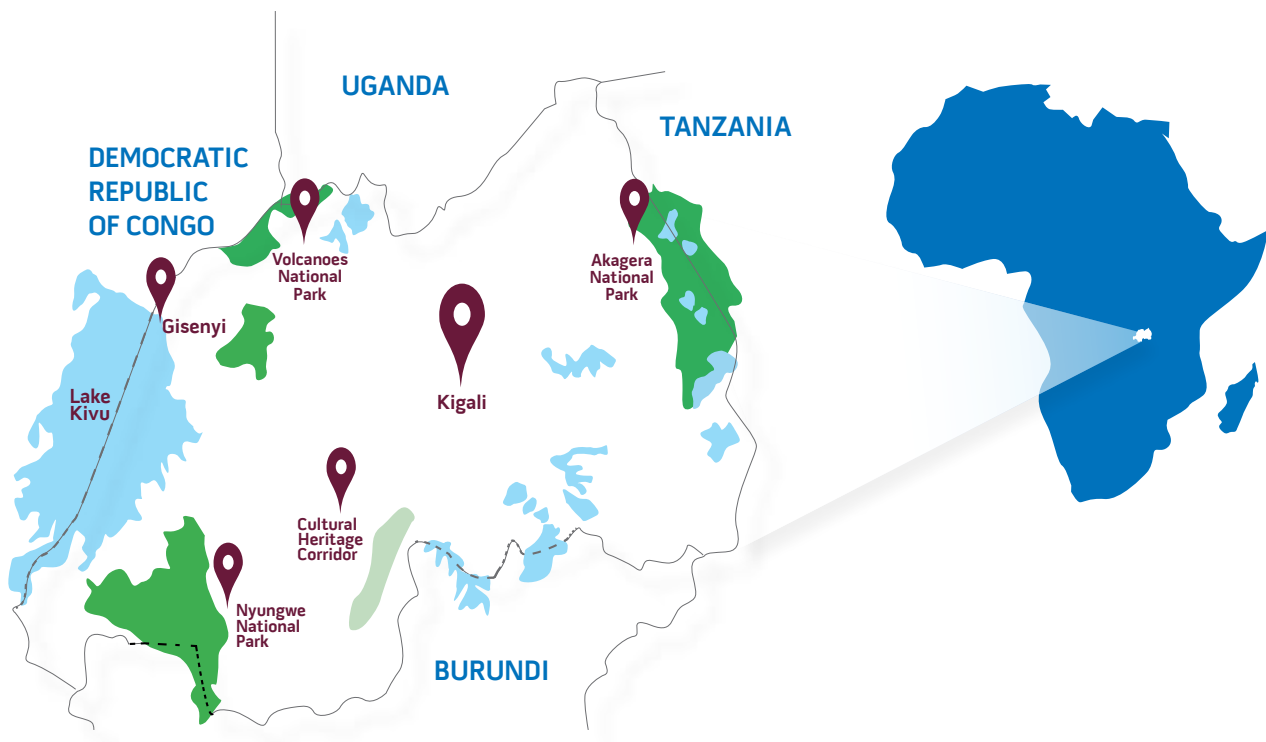 UGANDA
TANZANIA
DEMOCRATIC
REPUBLIC
OF CONGO
Volcanoes
National
Park
Akagera
National
Park
Gisenyi
Lake
Kivu
Kigali
Cultural
Heritage
Corridor
Nyungwe
National
Park
BURUNDI